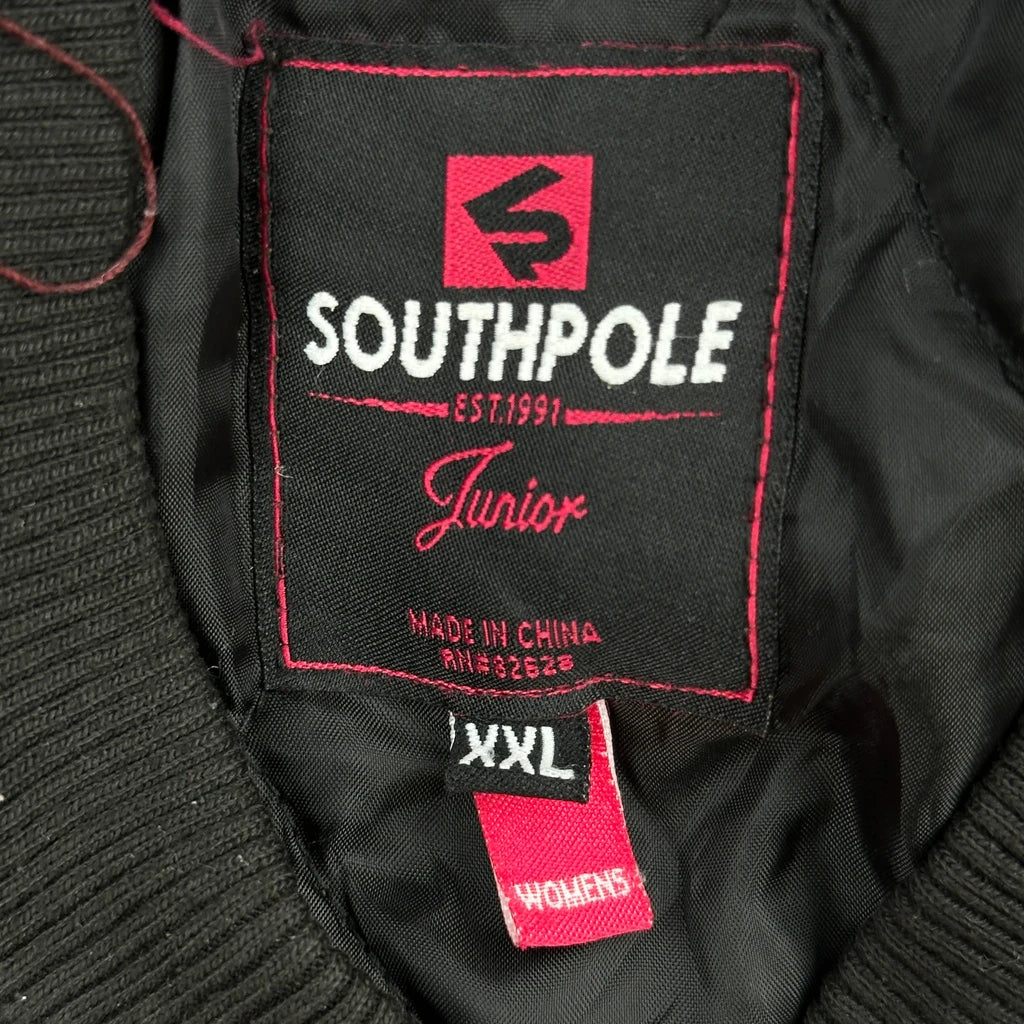 SOUTHPOLE
EST.1991
Junior
MADE IN CHINA
RN#82628
XXL
WOMENS